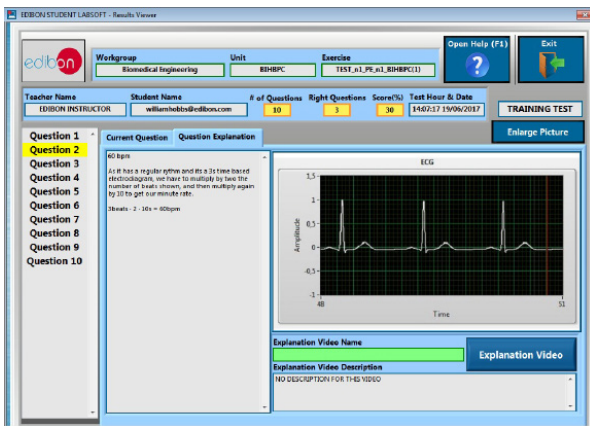 EDIBON STUDENT LABSOFT - Results Viewer
edibon
Workgroup
Biomedical Engineering
Unit
BIHBPC
Exercise
TEST_n1_PE_n1_BIHBPC(1)
Open Help (F1)
?
Exit
Teacher Name
EDIBON INSTRUCTOR
Student Name
williamhobbs@edibon.com
# of Questions
10
Right Questions
3
Score(%)
30
Test Hour & Date
14:07:17 19/06/2017
TRAINING TEST
Enlarge Picture
Question 1
Question 2
Question 3
Question 4
Question 5
Question 6
Question 7
Question 8
Question 9
Question 10
Current Question
Question Explanation
60 bpm
As it has a regular rythm and its a 3s time based
electrodiagram, we have to multiply by two the
number of beats shown, and then multiply again
by 10 to get our minute rate.
3beats · 2 · 10s = 60bpm
ECG
Amplitude
1,5
1
0,5
0
-0,5
-1
48
51
Time
Explanation Video Name
Explanation Video
Explanation Video Description
NO DESCRIPTION FOR THIS VIDEO